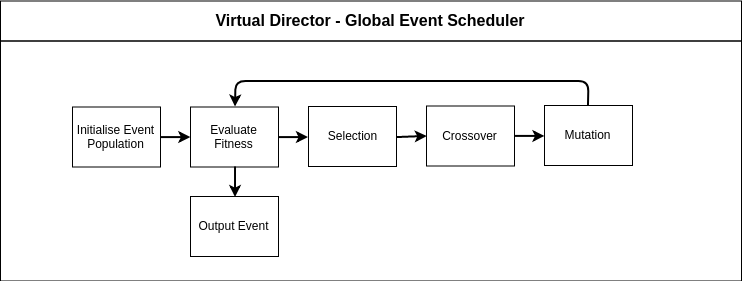 Virtual Director - Global Event Scheduler
Initialise Event
Population
Evaluate
Fitness
Selection
Crossover
Mutation
Output Event